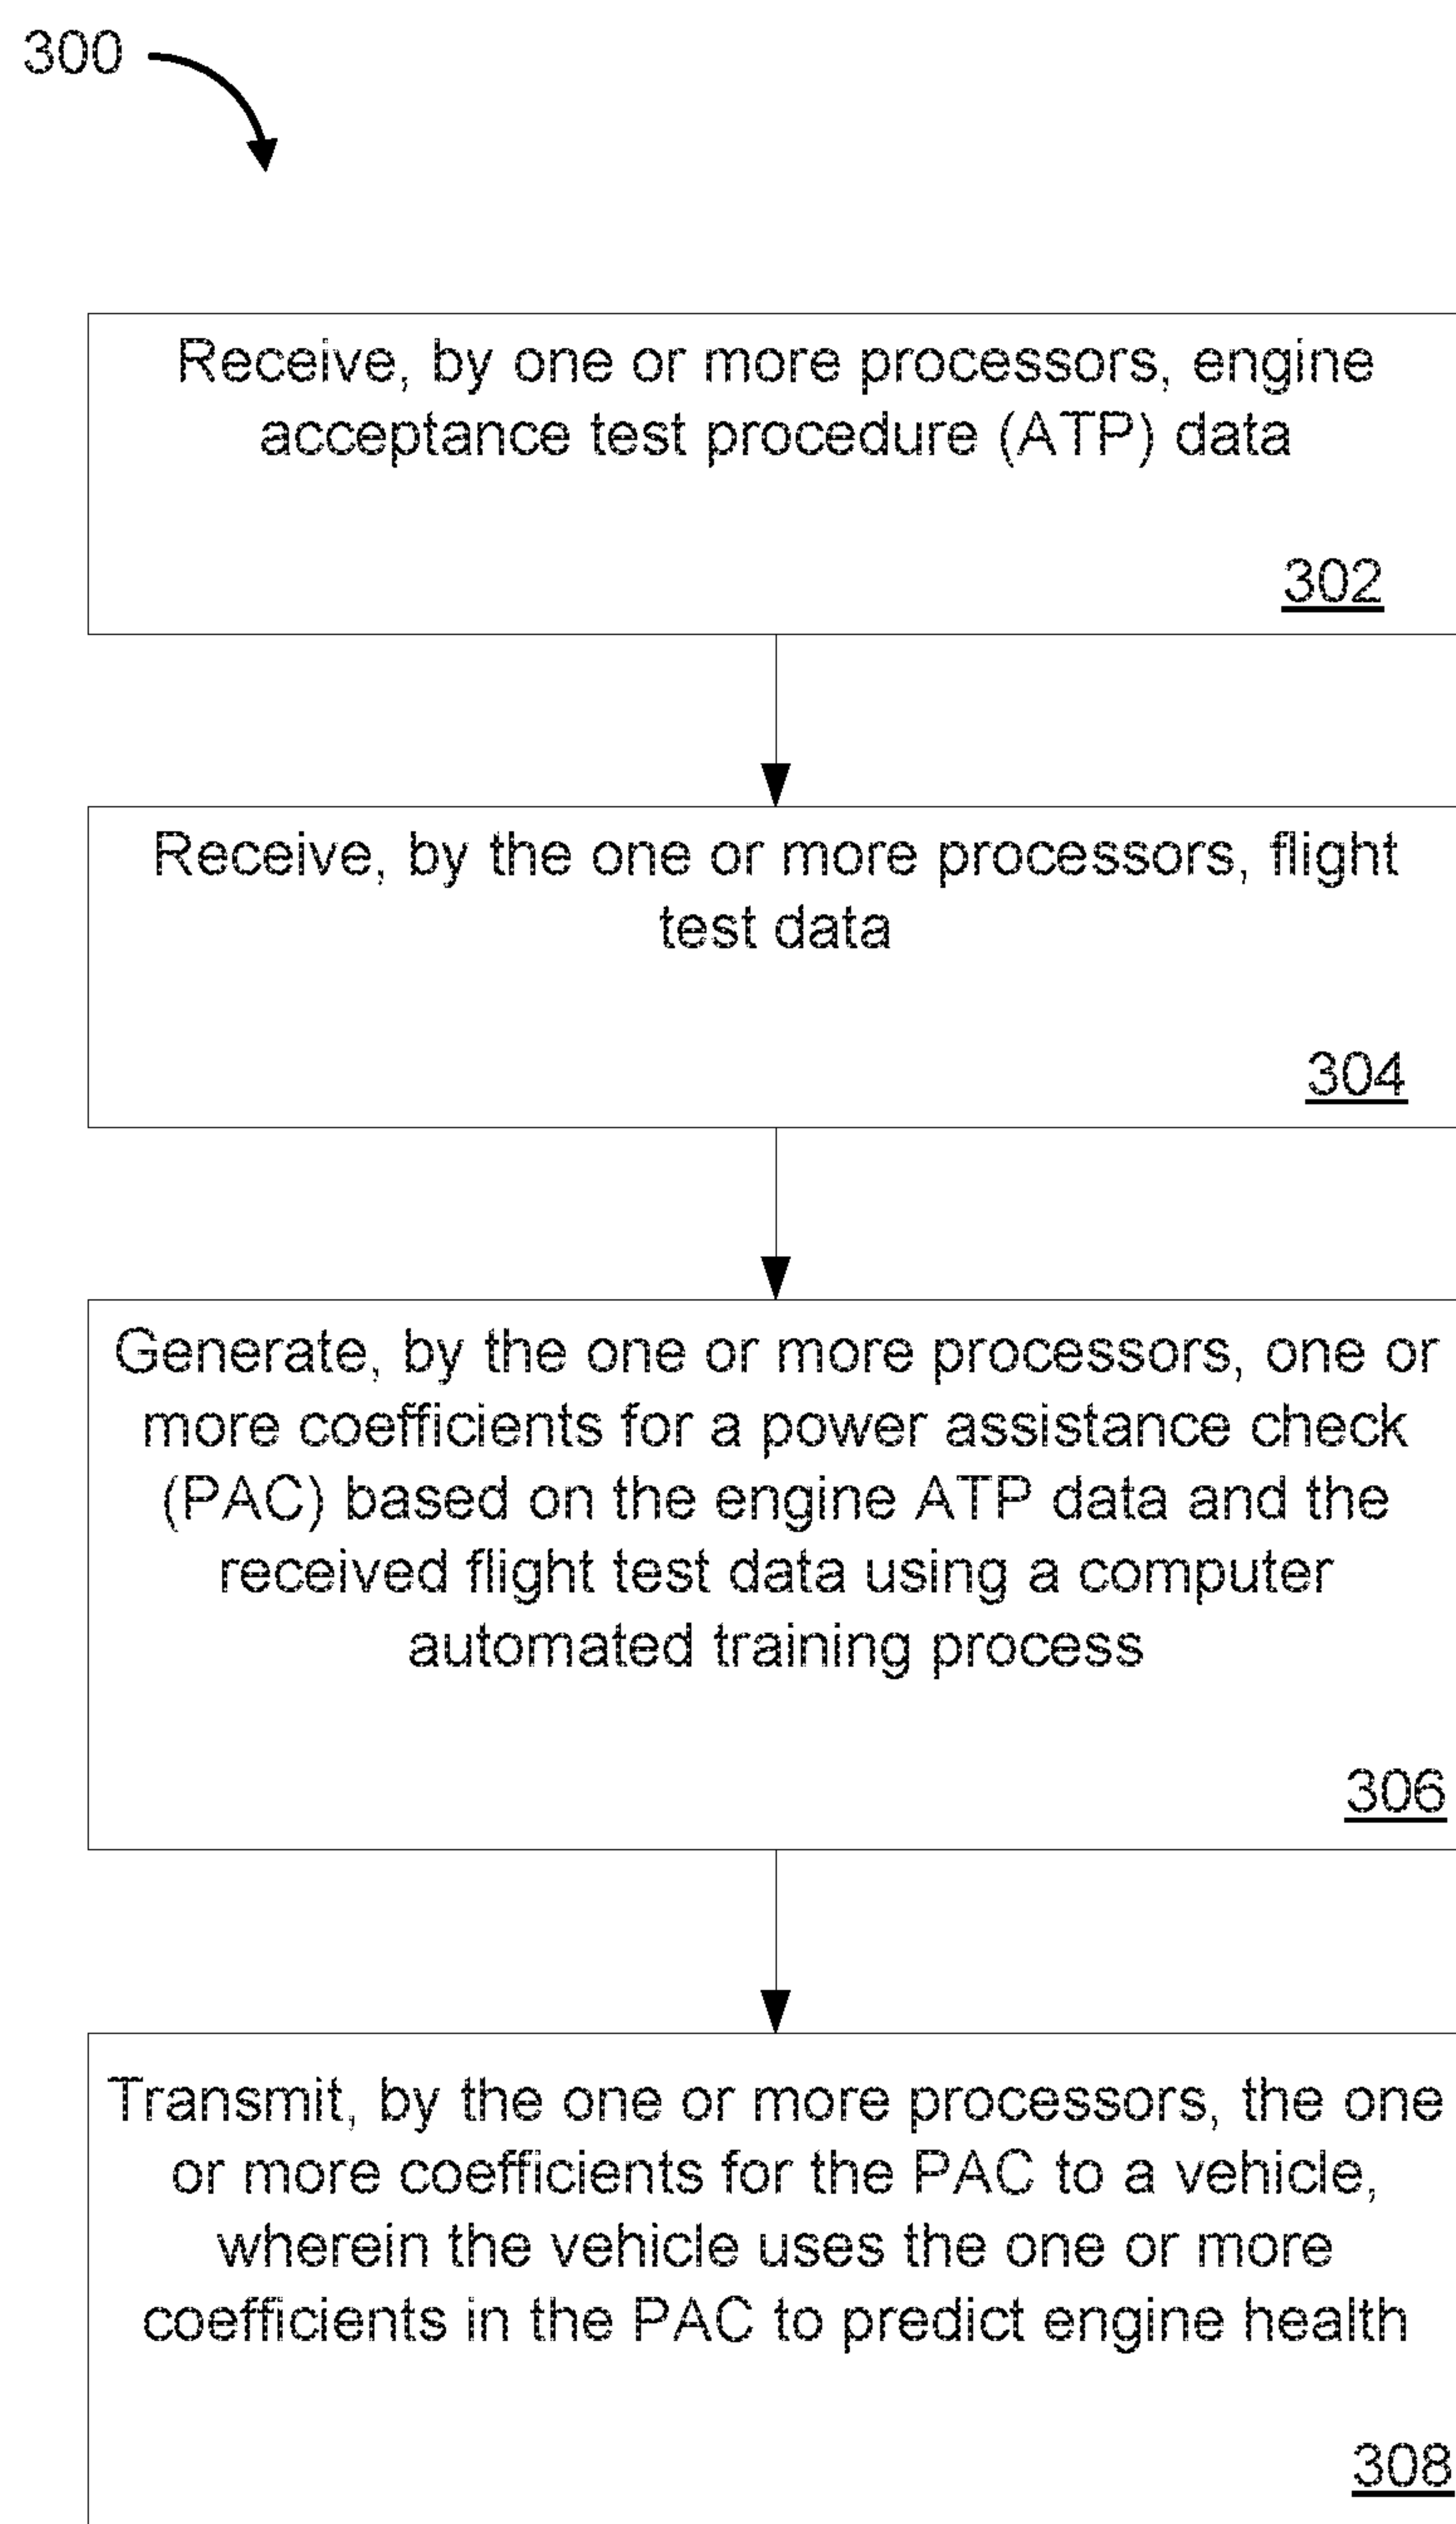 300
Receive, by one or more processors, engine
acceptance test procedure (ATP) data
302
Receive, by the one or more processors, flight
test data
304
Generate, by the one or more processors, one or
more coefficients for a power assistance check
(PAC) based on the engine ATP data and the
received flight test data using a computer
automated training process
306
Transmit, by the one or more processors, the one
or more coefficients for the PAC to a vehicle,
wherein the vehicle uses the one or more
coefficients in the PAC to predict engine health
308